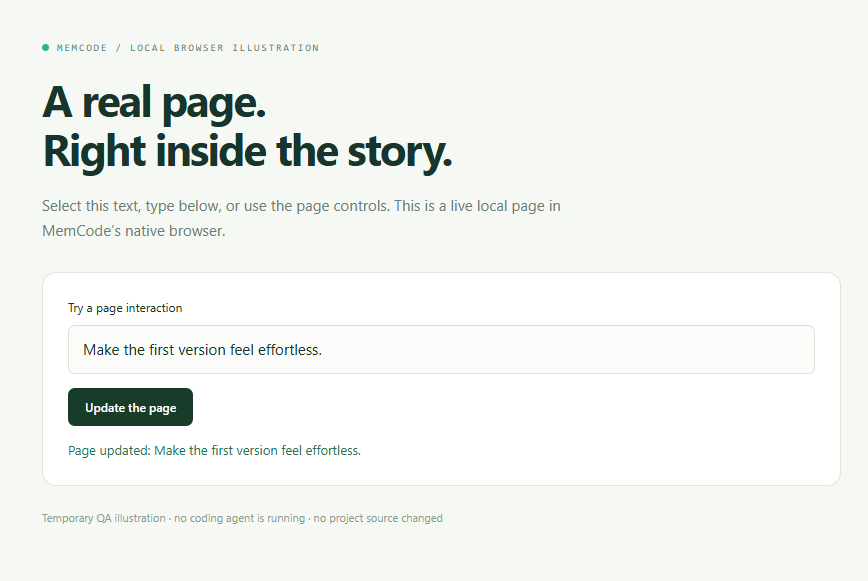 MEMCODE / LOCAL BROWSER ILLUSTRATION
A real page.
Right inside the story.
Select this text, type below, or use the page controls. This is a live local page in
MemCode's native browser.
Try a page interaction
Make the first version feel effortless.
Update the page
Page updated: Make the first version feel effortless.
Temporary QA illustration · no coding agent is running · no project source changed